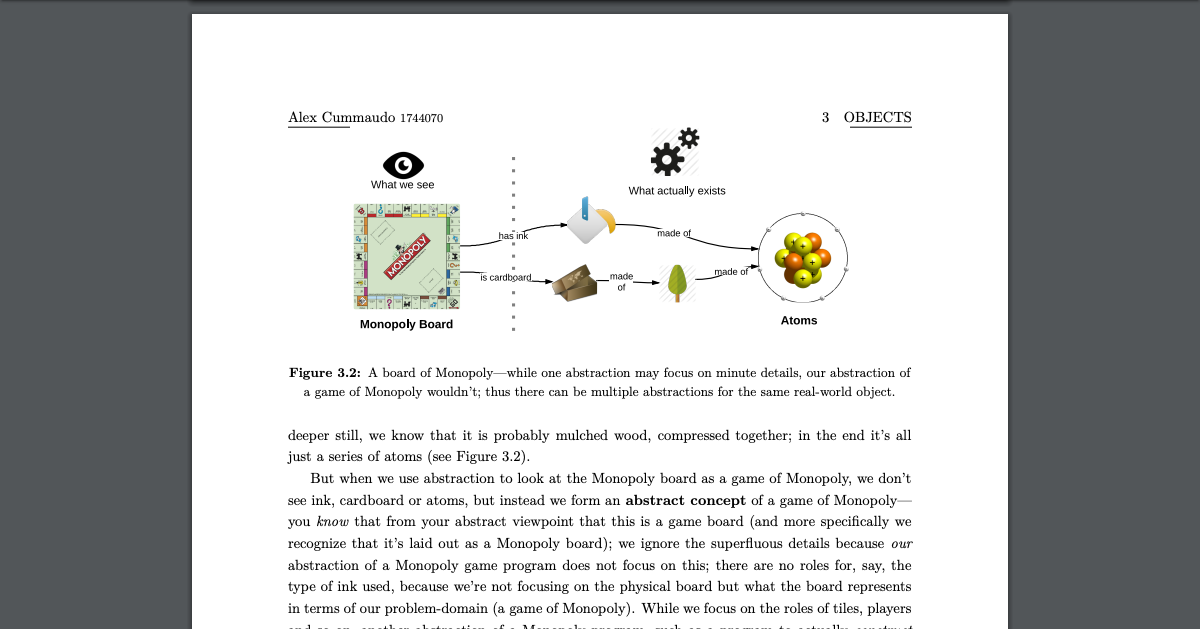 Alex Cummaudo 1744070
3 OBJECTS
What we see
What actually exists
MONOPOLY
has ink
made of
is cardboard
made
of
made of
Monopoly Board
Atoms
Figure 3.2: A board of Monopoly—while one abstraction may focus on minute details, our abstraction of
a game of Monopoly wouldn't; thus there can be multiple abstractions for the same real-world object.
deeper still, we know that it is probably mulched wood, compressed together; in the end it's all
just a series of atoms (see Figure 3.2).
But when we use abstraction to look at the Monopoly board as a game of Monopoly, we don't
see ink, cardboard or atoms, but instead we form an abstract concept of a game of Monopoly—
you know that from your abstract viewpoint that this is a game board (and more specifically we
recognize that it's laid out as a Monopoly board); we ignore the superfluous details because our
abstraction of a Monopoly game program does not focus on this; there are no roles for, say, the
type of ink used, because we're not focusing on the physical board but what the board represents
in terms of our problem-domain (a game of Monopoly). While we focus on the roles of tiles, players